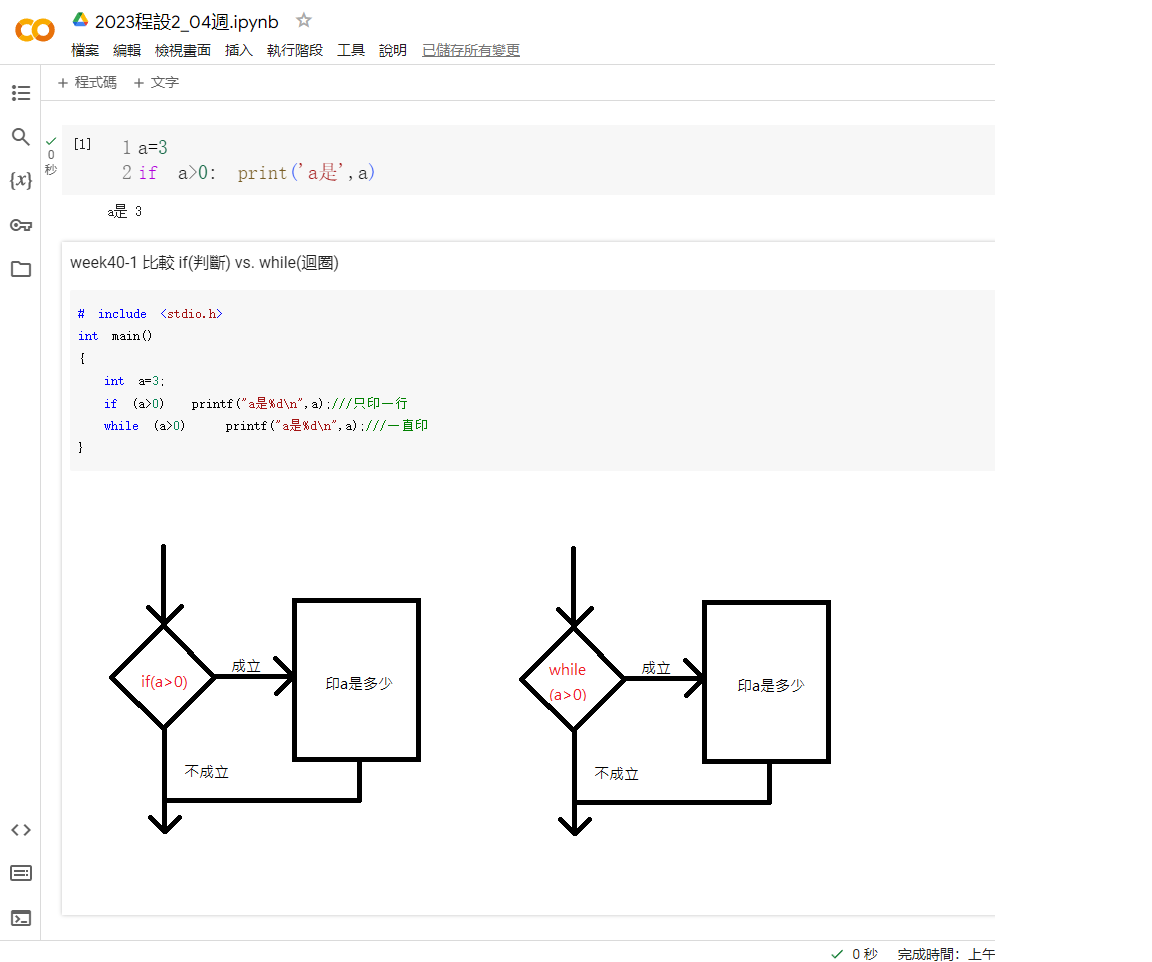 2023程設2_04週.ipynb
檔案 編輯 檢視畫面 插入 執行階段 工具 說明 已儲存所有變更
+ 程式碼 + 文字
[1]
0
秒
1 a=3
2 if a>0: print('a是',a)
a是 3
{x}
week40-1 比較 if(判斷) vs. while(迴圈)
# include <stdio.h>
int main()
{
int a=3;
if (a>0) printf("a是%d\n",a);///只印一行
while (a>0) printf("a是%d\n",a);///一直印
}
if(a>0)
成立
印a是多少
不成立
while
(a>0)
成立
印a是多少
不成立
0 秒 完成時間: 上午